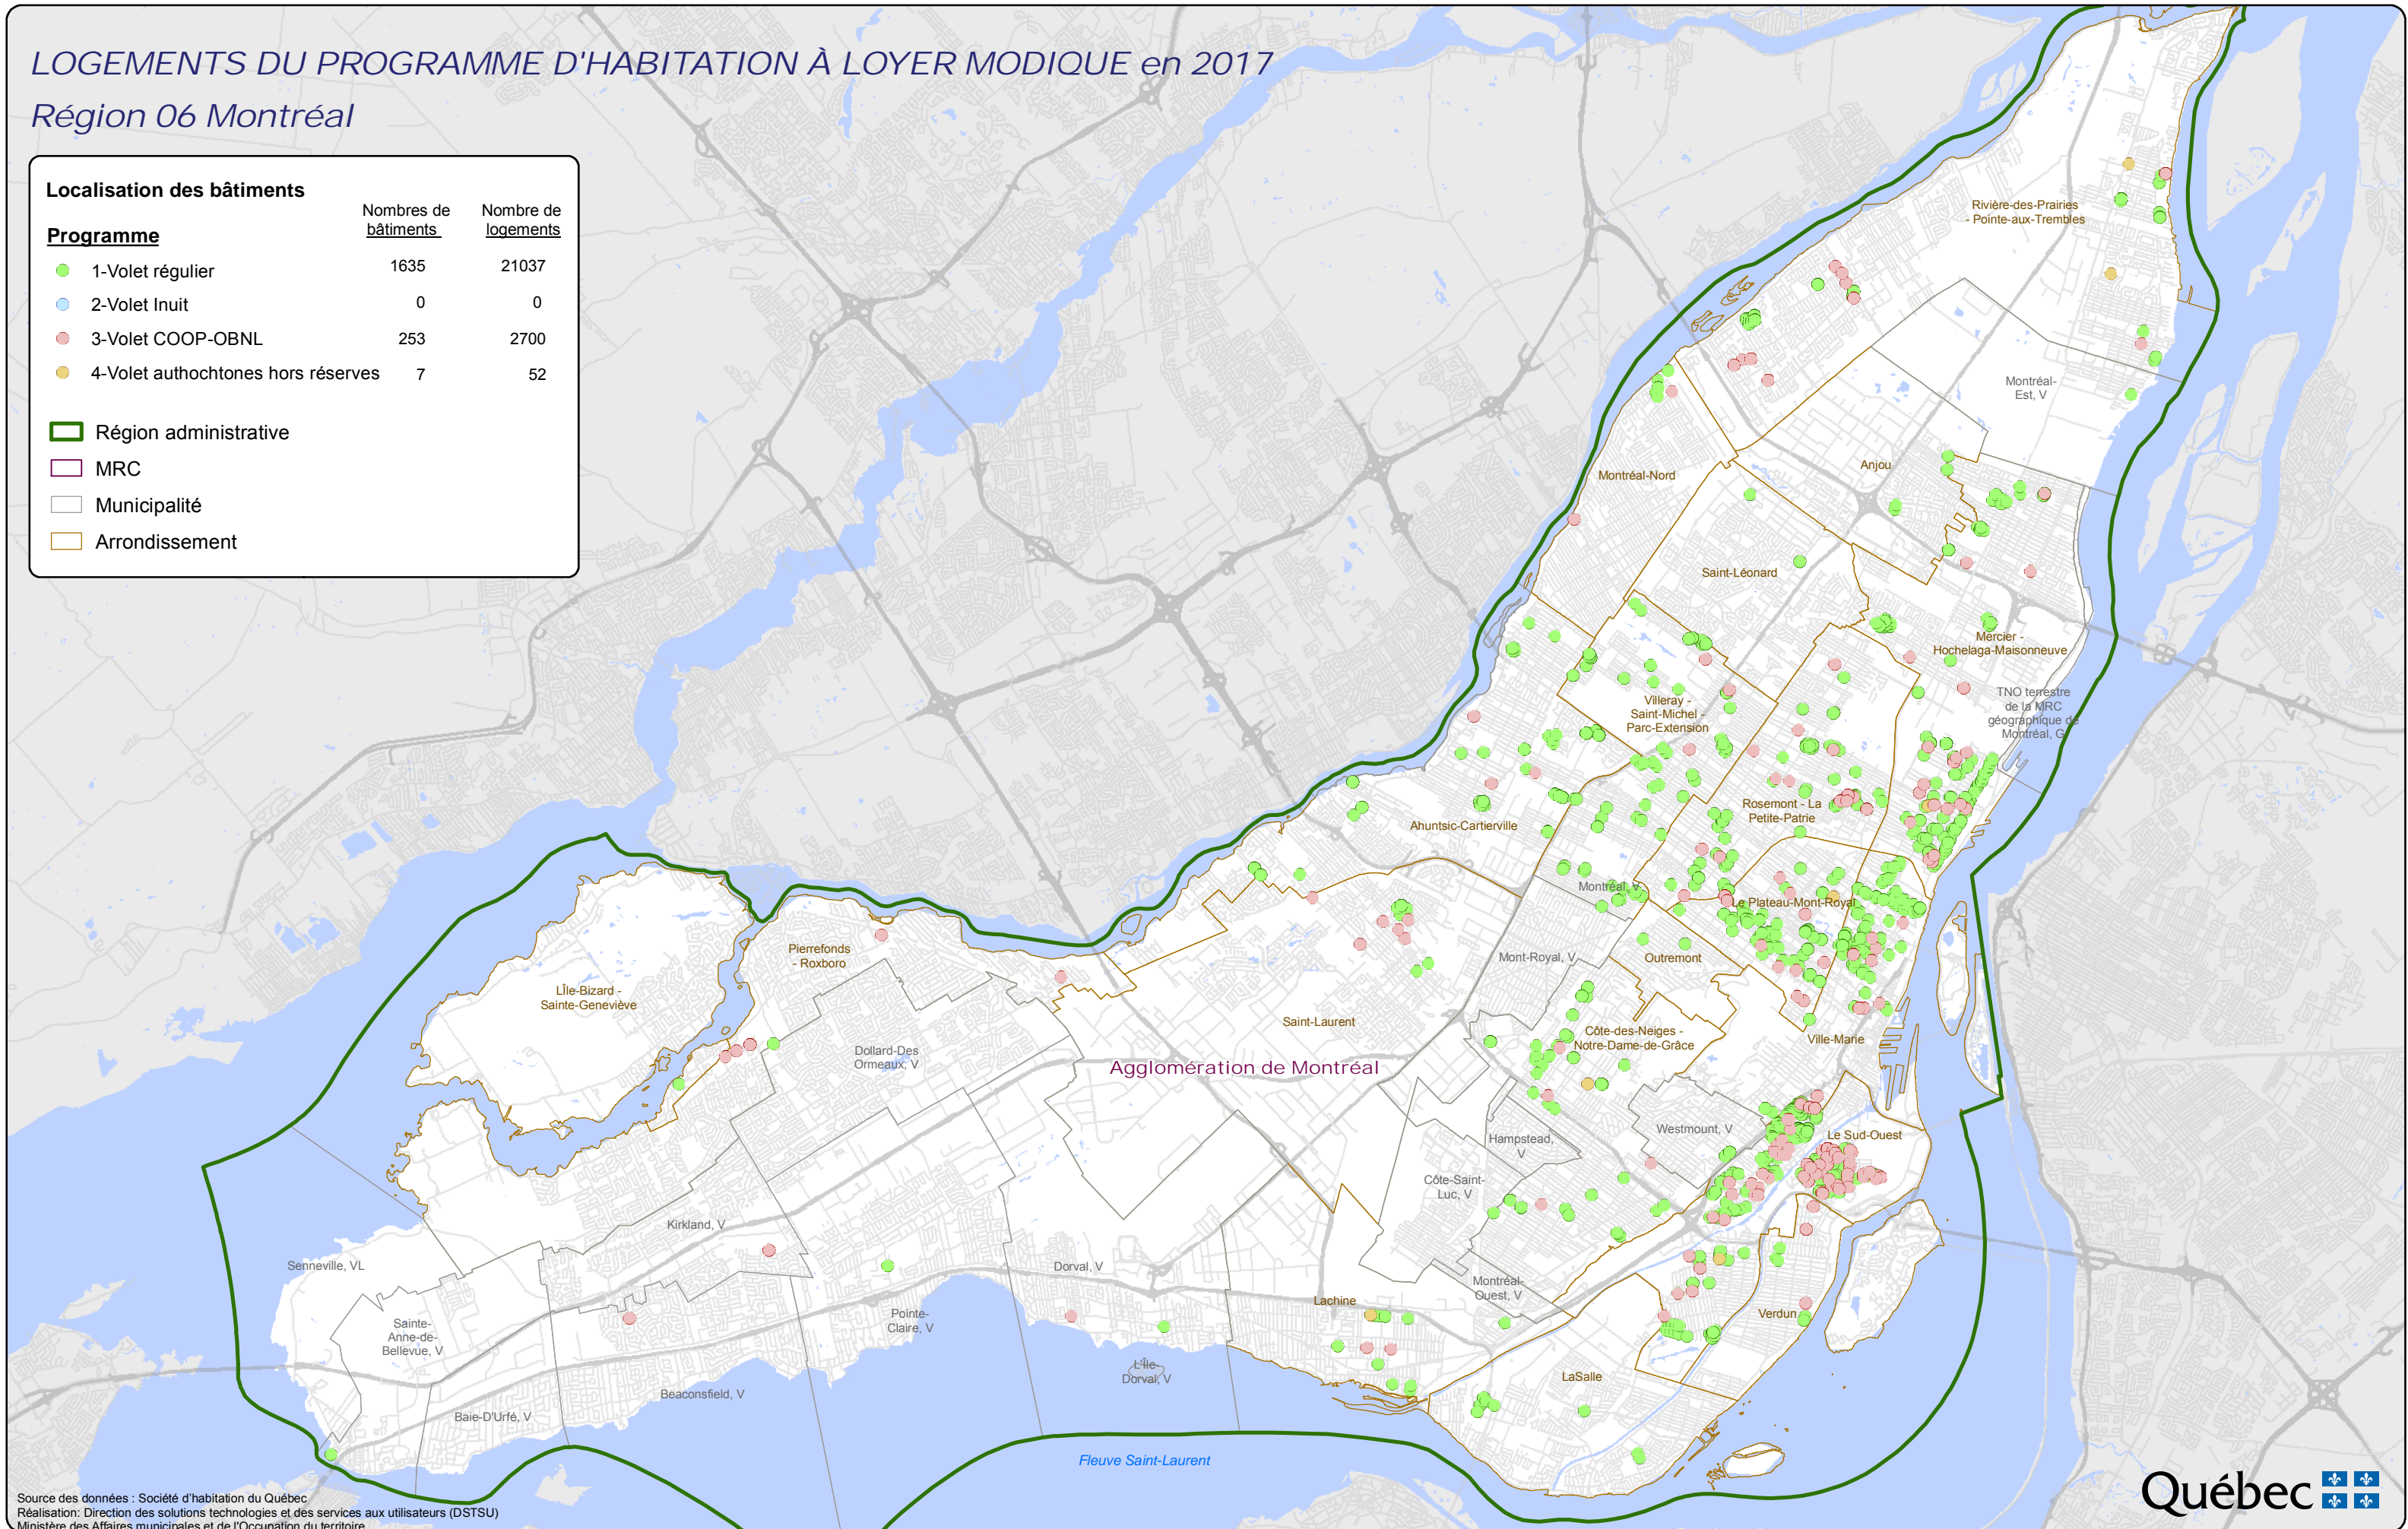 LOGEMENTS DU PROGRAMME D'HABITATION À LOYER MODIQUE en 2017
Région 06 Montréal
Localisation des bâtiments
Programme
Nombres de
bâtiments
Nombre de
logements
1-Volet régulier 1635 21037
2-Volet Inuit 0 0
3-Volet COOP-OBNL 253 2700
4-Volet authochtones hors réserves 7 52
Région administrative
MRC
Municipalité
Arrondissement
Rivière-des-Prairies
- Pointe-aux-Trembles
Montréal-
Est, V
Anjou
Montréal-Nord
Saint-Léonard
Mercier -
Hochelaga-Maisonneuve
TNO terrestre
de la MRC
géographique de
Montréal, G
Villeray -
Saint-Michel -
Parc-Extension
Rosemont - La
Petite-Patrie
Ahuntsic-Cartierville
Montréal, V
Le Plateau-Mont-Royal
Pierrefonds
- Roxboro
Mont-Royal, V
Outremont
L'Île-Bizard -
Sainte-Geneviève
Saint-Laurent
Côte-des-Neiges -
Notre-Dame-de-Grâce
Ville-Marie
Dollard-Des
Ormeaux, V
Agglomération de Montréal
Hampstead,
V
Westmount, V
Le Sud-Ouest
Côte-Saint-
Luc, V
Kirkland, V
Senneville, VL
Dorval, V
Montréal-
Ouest, V
Lachine
Pointe-
Claire, V
Verdun
Sainte-
Anne-de-
Bellevue, V
L'Île-
Dorval, V
LaSalle
Beaconsfield, V
Baie-D'Urfé, V
Fleuve Saint-Laurent
Source des données : Société d'habitation du Québec
Réalisation: Direction des solutions technologies et des services aux utilisateurs (DSTSU)
Ministère des Affaires municipales et de l'Occupation du territoire
Québec